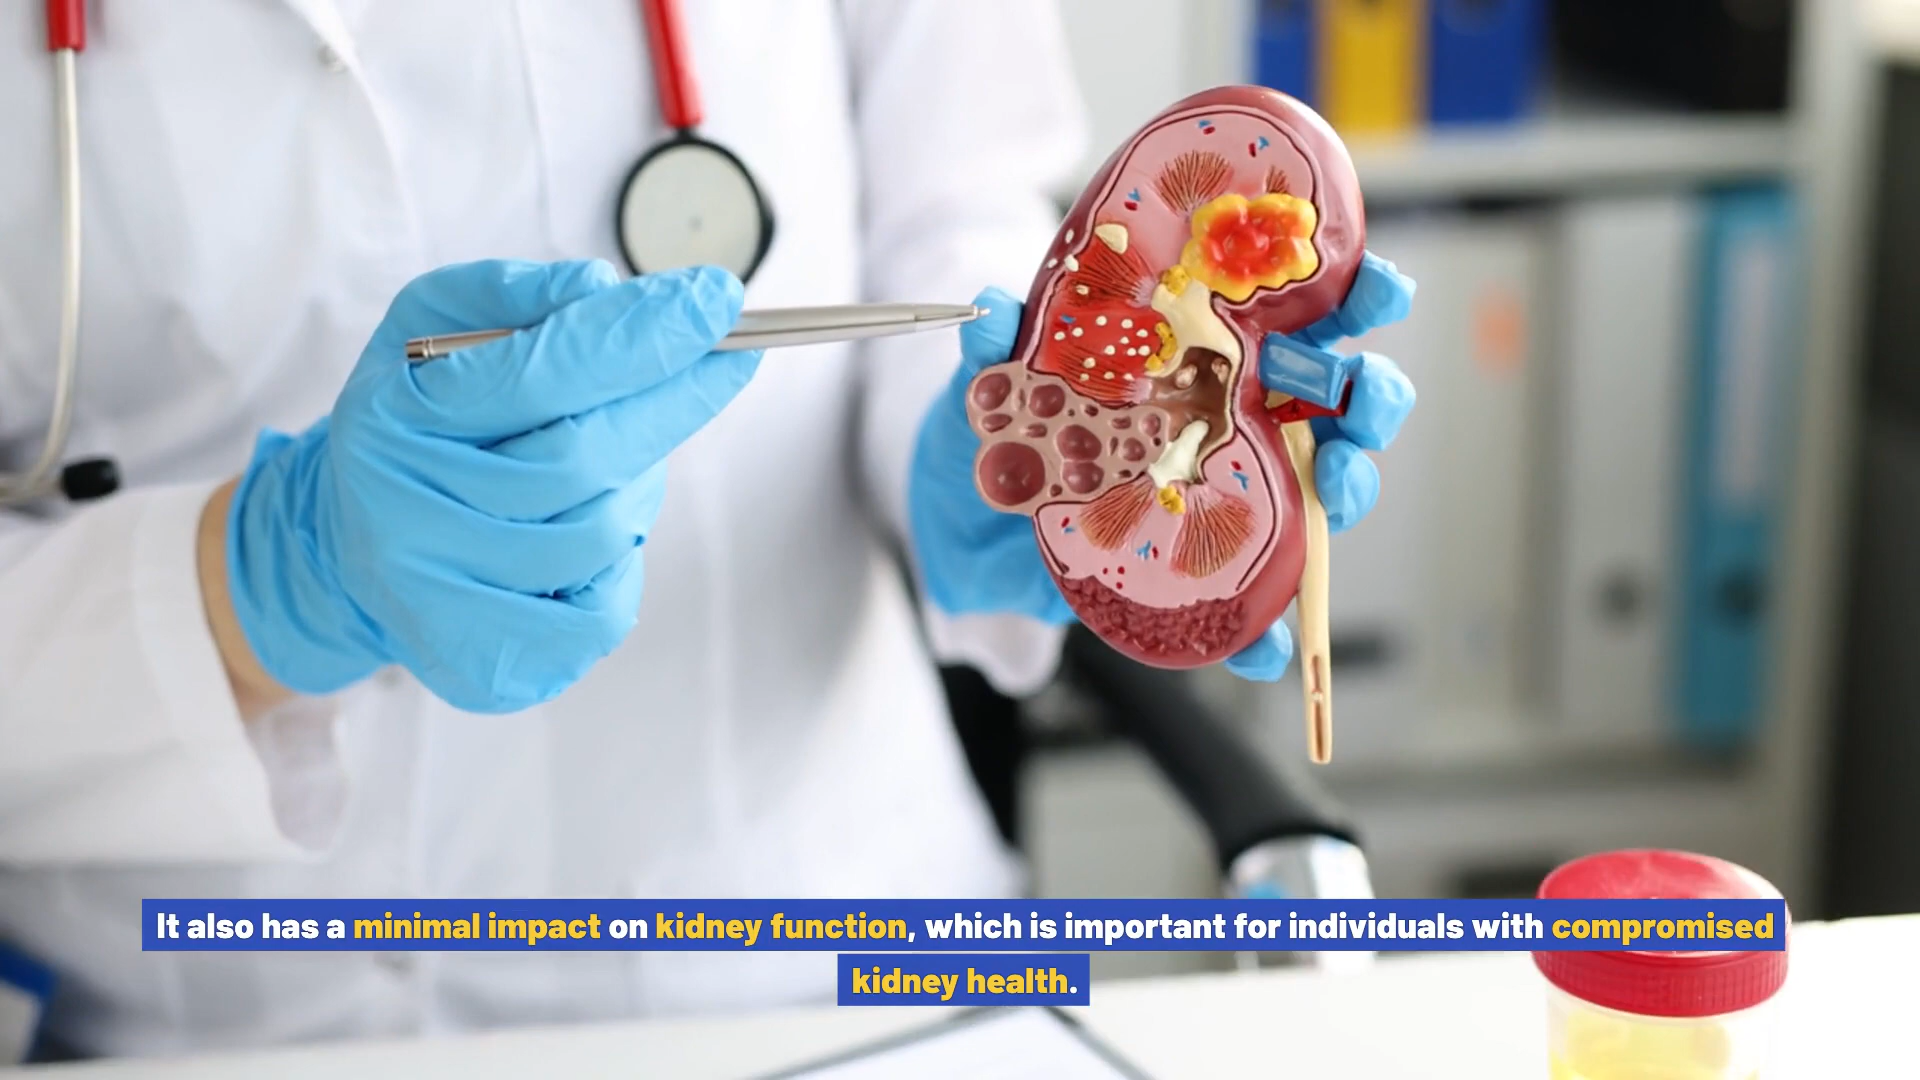 It also has a minimal impact on kidney function, which is important for individuals with compromised
kidney health.